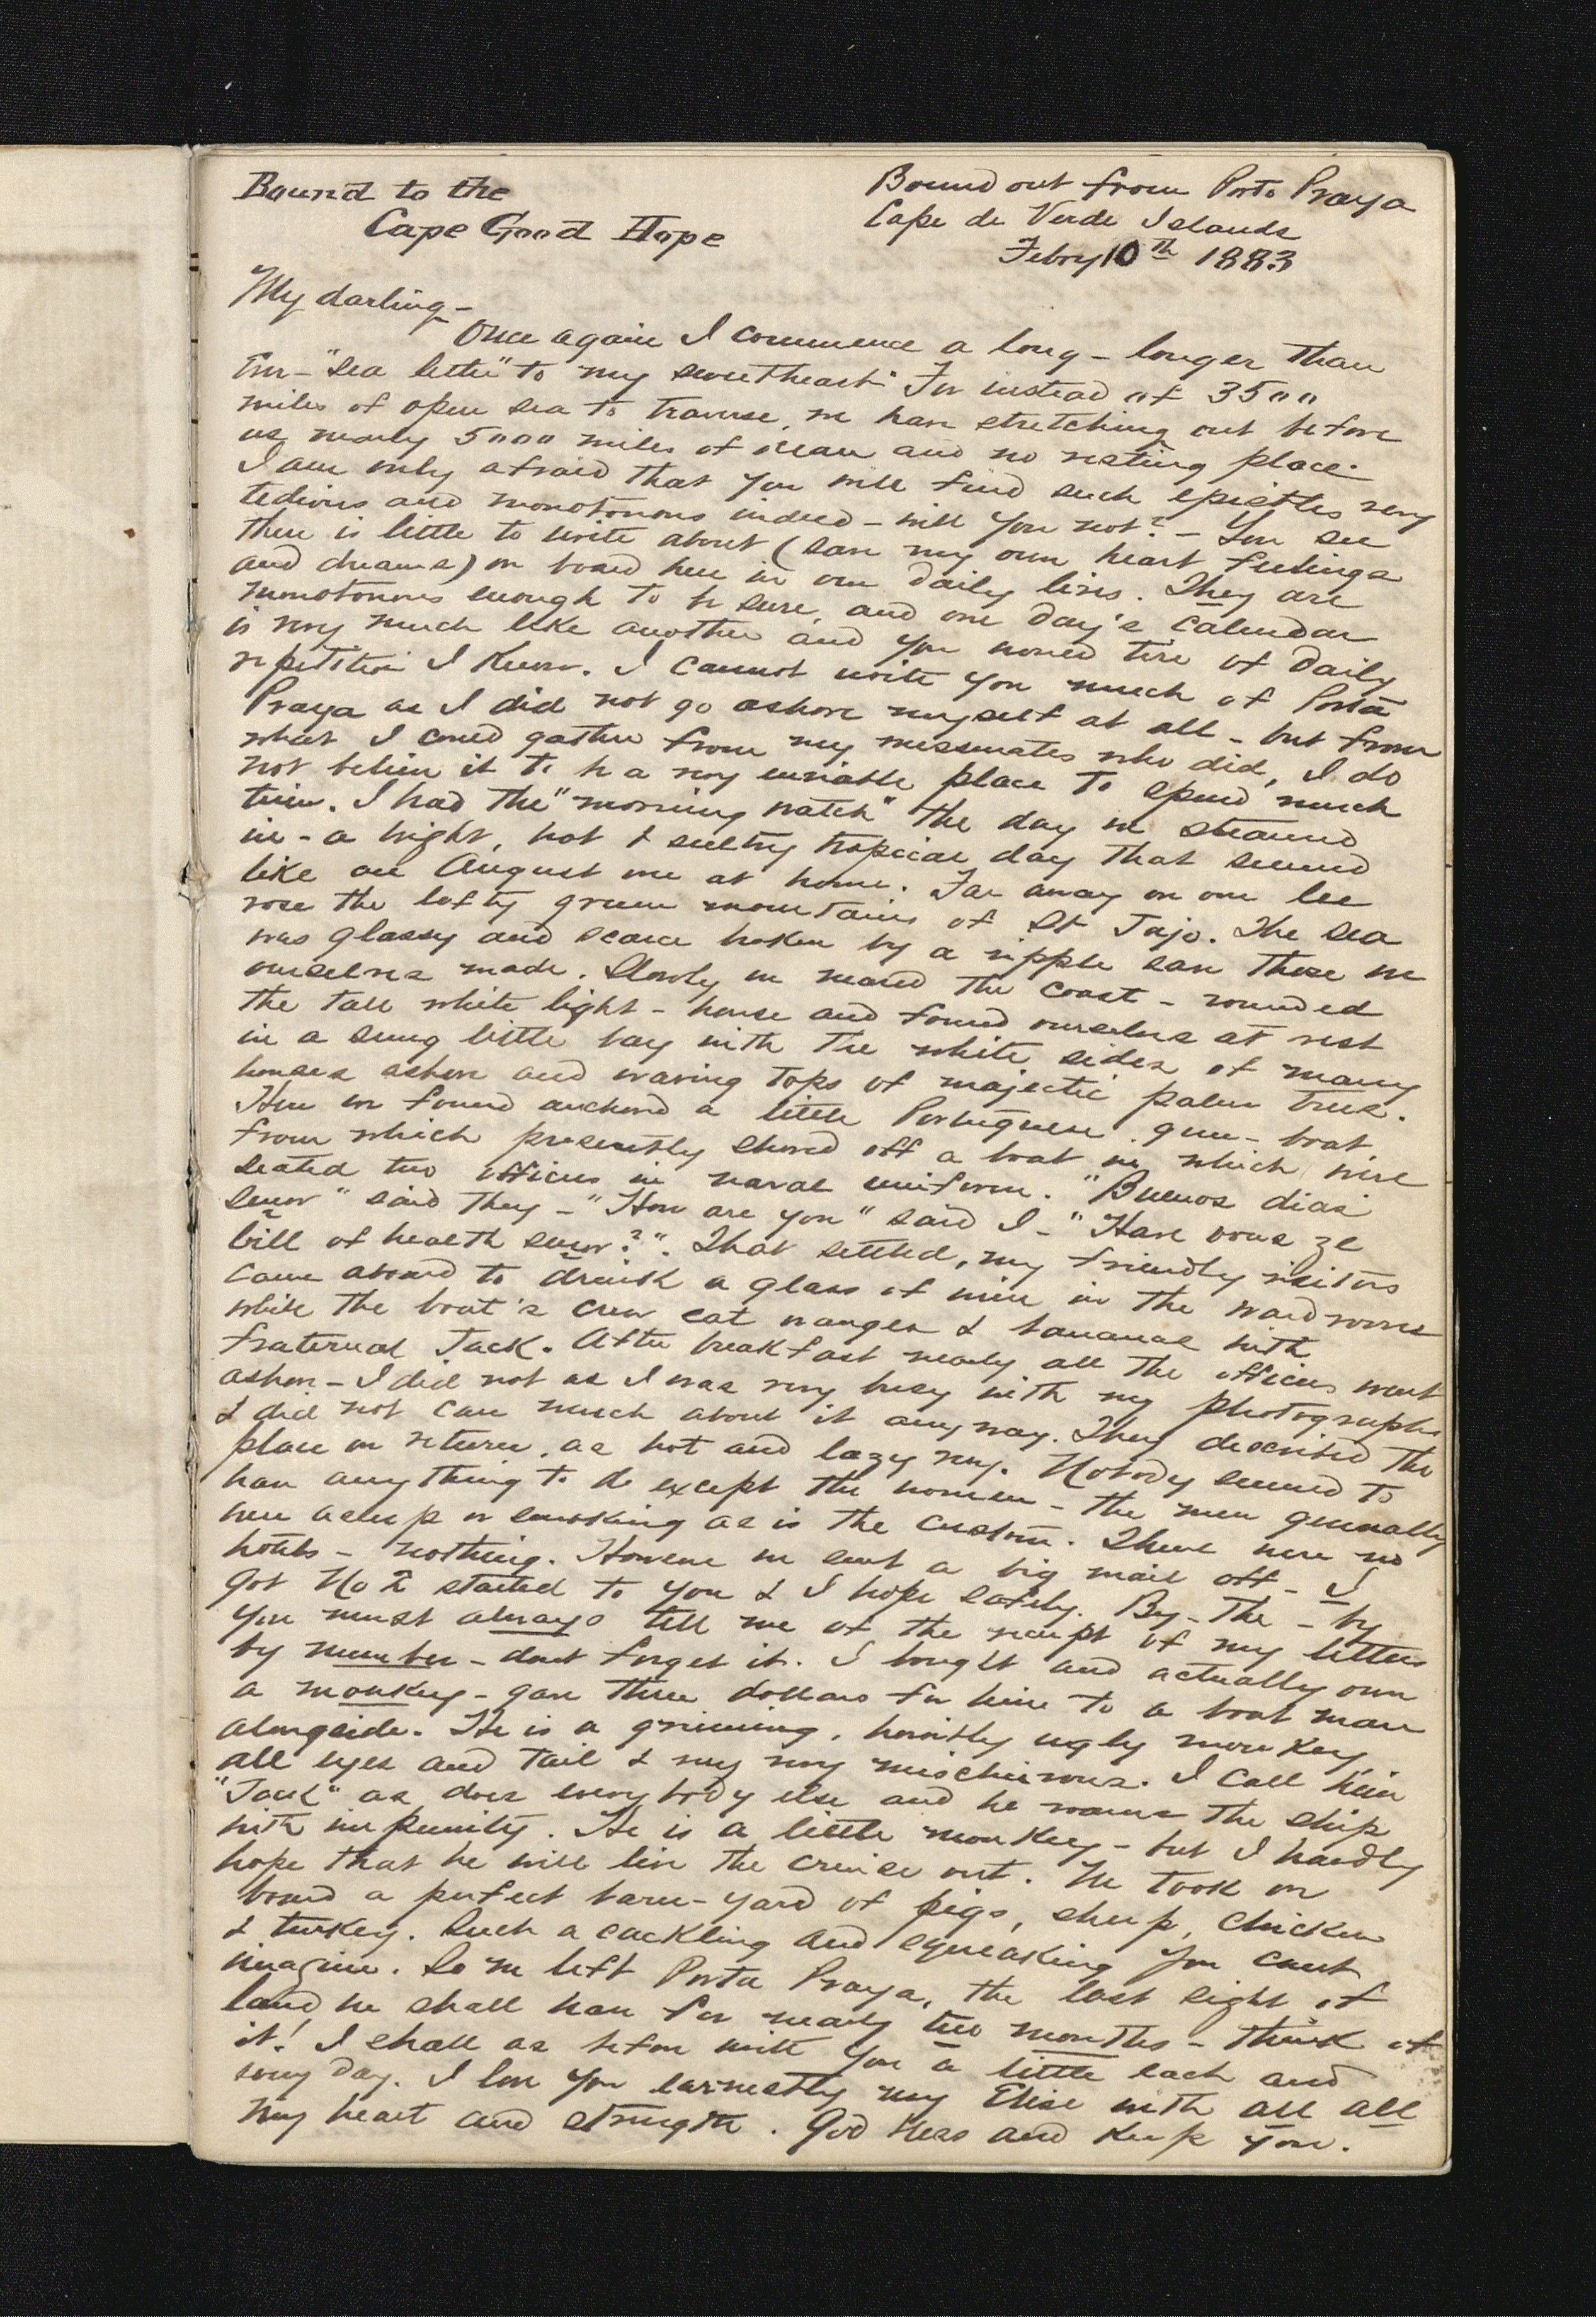 Bound to the
Cape Good Hope
Bound out from Porto Praya
Cape de Verde Islands
Febry 10th 1883
My darling-
Once again I commence a long - longer than
Ever - "sea letter" to my sweetheart. For instead of 3500
miles of open sea to traverse, we have stretching out before
us nearly 5000 miles of ocean and no resting place.
I am only afraid that you will find such epistles very
tedious and monotonous indeed - will you not? - You see
there is little to write about (save my own heart feelings
and dreams) on board here in our daily lives. They are
monotonous enough to be sure, and one day's calendar
is very much like another and you would tire of daily
repetition I know. I cannot write you much of Porta
Praya as I did not go ashore myself at all - but from
what I could gather from my messmates who did, I do
not believe it to be a very enviable place to spend much
time. I had the "morning watch" the day we steamed
in - a bright, hot & sultry tropical day that seemed
like an August one at home. Far away on our lee
rose the lofty green mountains of St Jago. The sea
was glassy and scarce broken by a ripple save those we
ourselves made. Slowly we neared the coast - rounded
the tall white light-house and found ourselves at rest
in a snug little bay with the white sides of many
houses ashore and waving tops of majectic palm trees.
Here we found anchored a little Portuguese gun-boat
from which presently shoved off a boat in which were
seated two officers in naval uniform. "Buenos dias
senor" said they - "How are you" said I - "Have vous ze
bill of health senor?". That settled, my friendly visitors
came aboard to drink a glass of wine in the wardroom
while the boat's crew eat oranges & bananas with
fraternal Jack. After breakfast nearly all the officers went
ashore - I did not as I was very busy with my photographs
& did not care much about it any way. They described the
place on return, as hot and lazy very. Nobody seemed to
have anything to do except the women - the men generally
were asleep or smoking as is the custom. There were no
hotels - nothing. However we sent a big mail off - I
got No 2 started to you & I hope safely. By-the-by
you must always tell me of the receipt of my letters
by number - dont forget it. I bought and actually own
a monkey - gave three dollars for him to a boat man
alongside. He is a grinning, horribly ugly monkey
all eyes and tail & very very mischievous. I call him
"Jack" as does everybody else and he roams the ship
with impunity. He is a little monkey - but I hardly
hope that he will live the cruise out. We took on
board a perfect barn-yard of pigs, sheep, chicken
& turkey. Such a cackling and squeaking you cant
imagine. So we left Porta Praya, the last sight of
land we shall have for nearly two months - think of
it! I shall as before write you a little each and
every day. I love you earnestly my Elise with all all
my heart and strength. God bless and keep you.